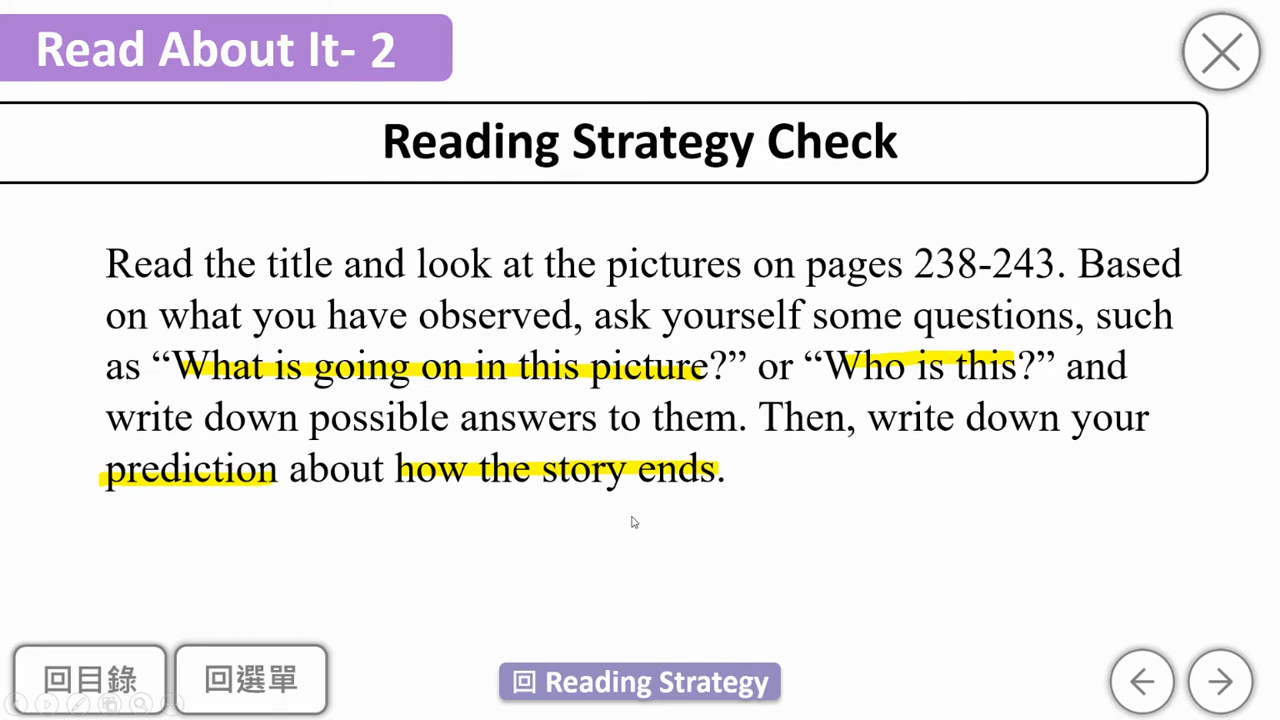 Read About It- 2
Reading Strategy Check
Read the title and look at the pictures on pages 238-243. Based
on what you have observed, ask yourself some questions, such
as “What is going on in this picture?” or “Who is this?” and
write down possible answers to them. Then, write down your
prediction about how the story ends.
回目錄
回選單
回 Reading Strategy